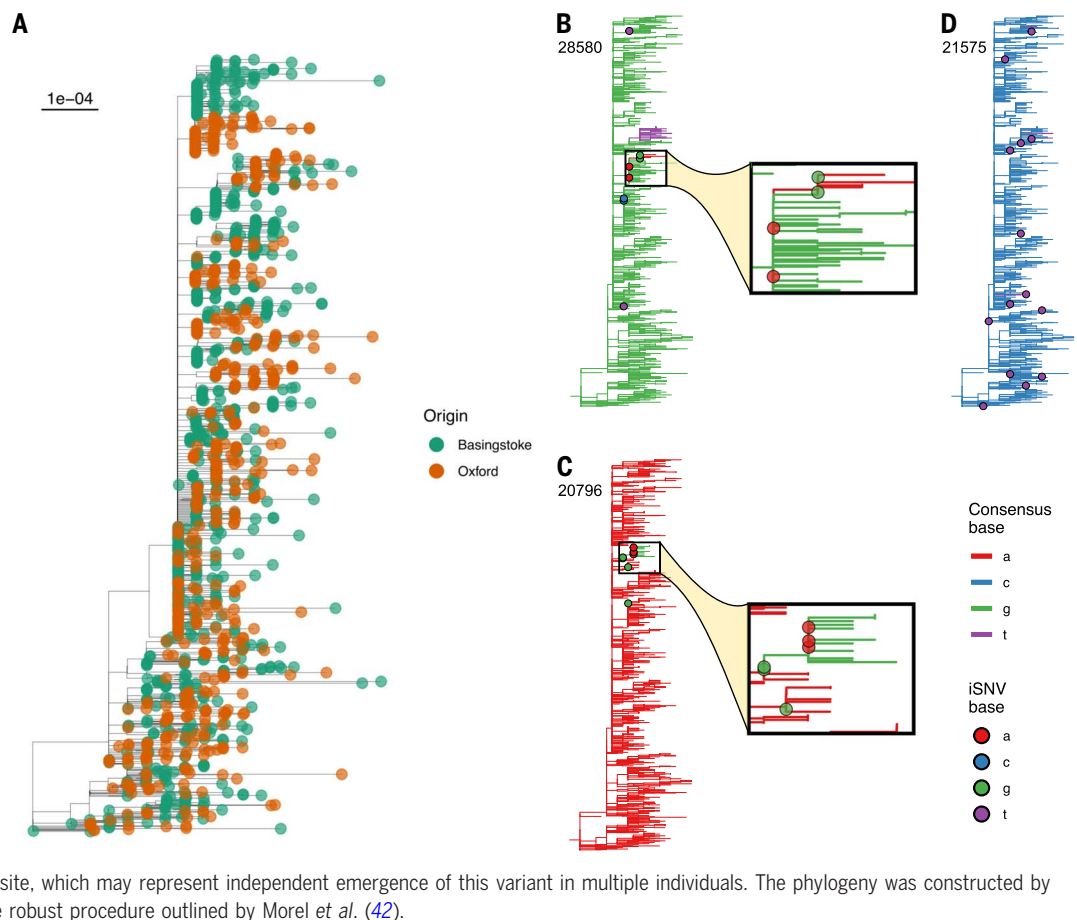 A
1e–04
Origin
Basingstoke
Oxford
B
28580
D
21575
C
20796
Consensus
base
a
c
g
t
iSNV
base
a
c
g
t
site, which may represent independent emergence of this variant in multiple individuals. The phylogeny was constructed by
robust procedure outlined by Morel et al. (42).